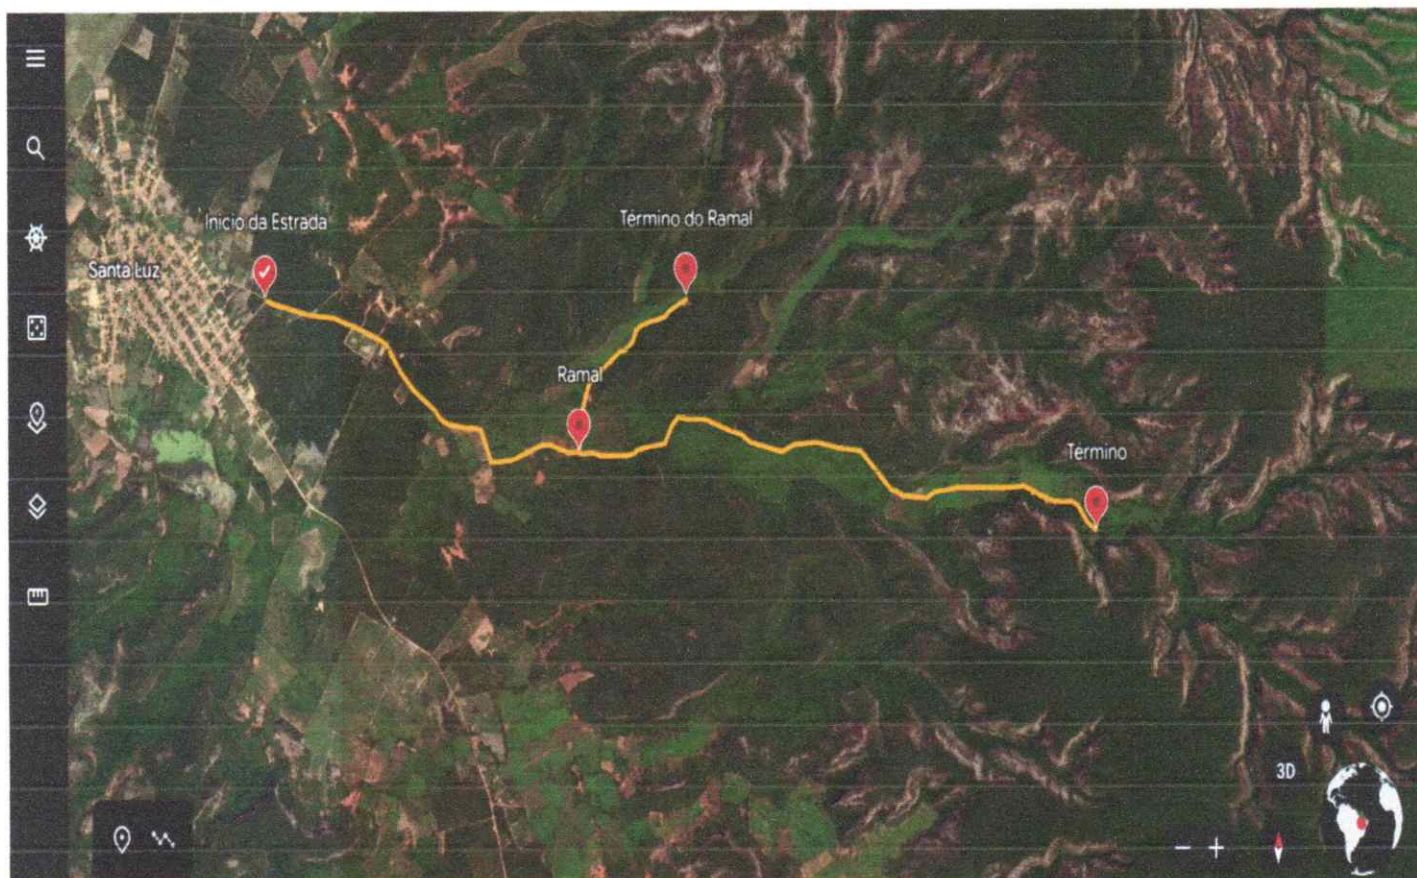 Início da Estrada
Término do Ramal
Santa Luz
Ramal
Término
3D